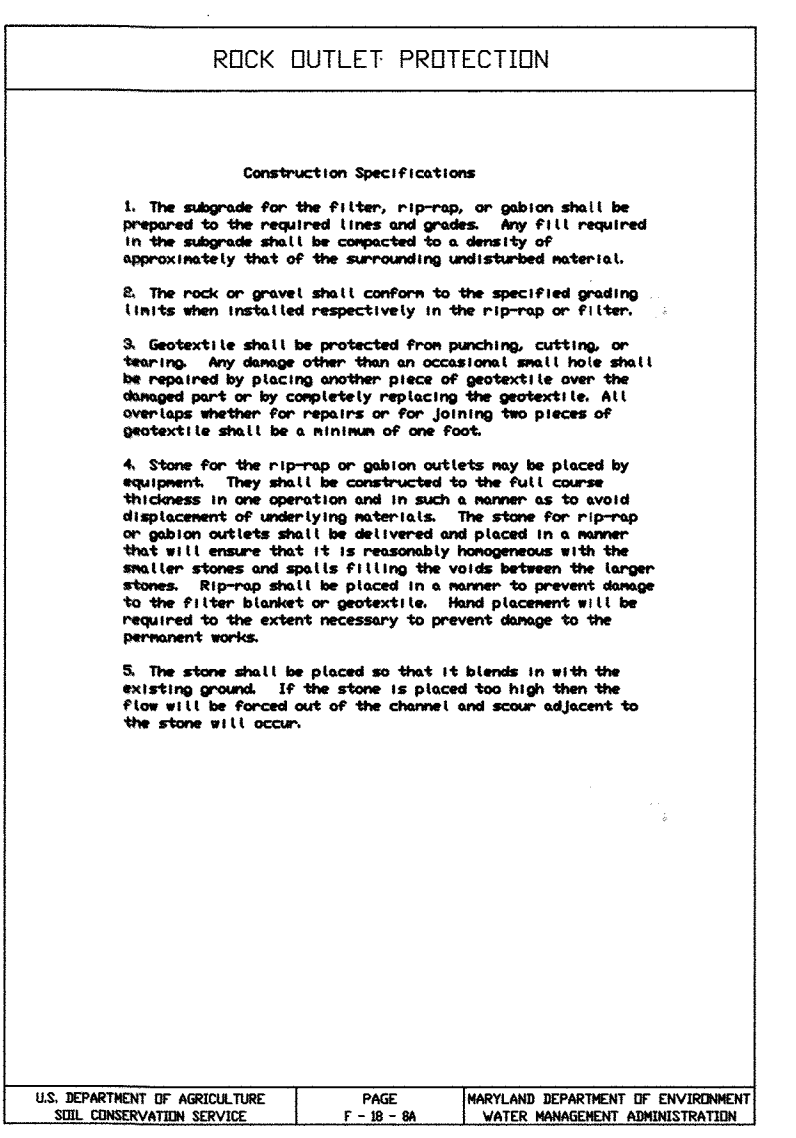 ROCK OUTLET PROTECTION
Construction Specifications
1. The subgrade for the filter, rip-rap, or gabion shall be
prepared to the required lines and grades. Any fill required
in the subgrade shall be compacted to a density of
approximately that of the surrounding undisturbed material.
2. The rock or gravel shall conform to the specified grading
limits when installed respectively in the rip-rap or filter.
3. Geotextile shall be protected from punching, cutting, or
tearing. Any damage other than an occasional small hole shall
be repaired by placing another piece of geotextile over the
damaged part or by completely replacing the geotextile. All
overlaps whether for repairs or for joining two pieces of
geotextile shall be a minimum of one foot.
4. Stone for the rip-rap or gabion outlets may be placed by
equipment. They shall be constructed to the full course
thickness in one operation and in such a manner as to avoid
displacement of underlying materials. The stone for rip-rap
or gabion outlets shall be delivered and placed in a manner
that will ensure that it is reasonably homogeneous with the
smaller stones and spalls filling the voids between the larger
stones. Rip-rap shall be placed in a manner to prevent damage
to the filter blanket or geotextile. Hand placement will be
required to the extent necessary to prevent damage to the
permanent works.
5. The stone shall be placed so that it blends in with the
existing ground. If the stone is placed too high then the
flow will be forced out of the channel and scour adjacent to
the stone will occur.
U.S. DEPARTMENT OF AGRICULTURE
SOIL CONSERVATION SERVICE
PAGE
F - 18 - 8A
MARYLAND DEPARTMENT OF ENVIRONMENT
WATER MANAGEMENT ADMINISTRATION